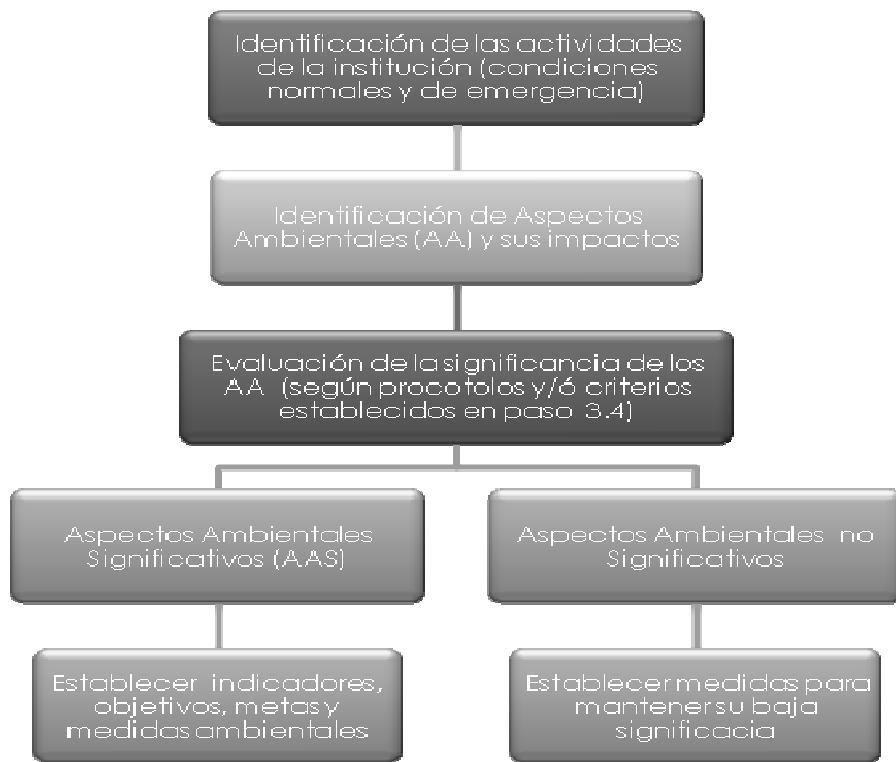 Identificación de las actividades
de la institución (condiciones
normales y de emergencia)
Identificación de Aspectos
Ambientales (AA) y sus impactos
Evaluación de la significancia de los
AA (según procotolos y/ó criterios
establecidos en paso 3.4)
Aspectos Ambientales
Significativos (AAS)
Aspectos Ambientales no
Significativos
Establecer indicadores,
objetivos, metas y
medidas ambientales
Establecer medidas para
mantener su baja
significacia